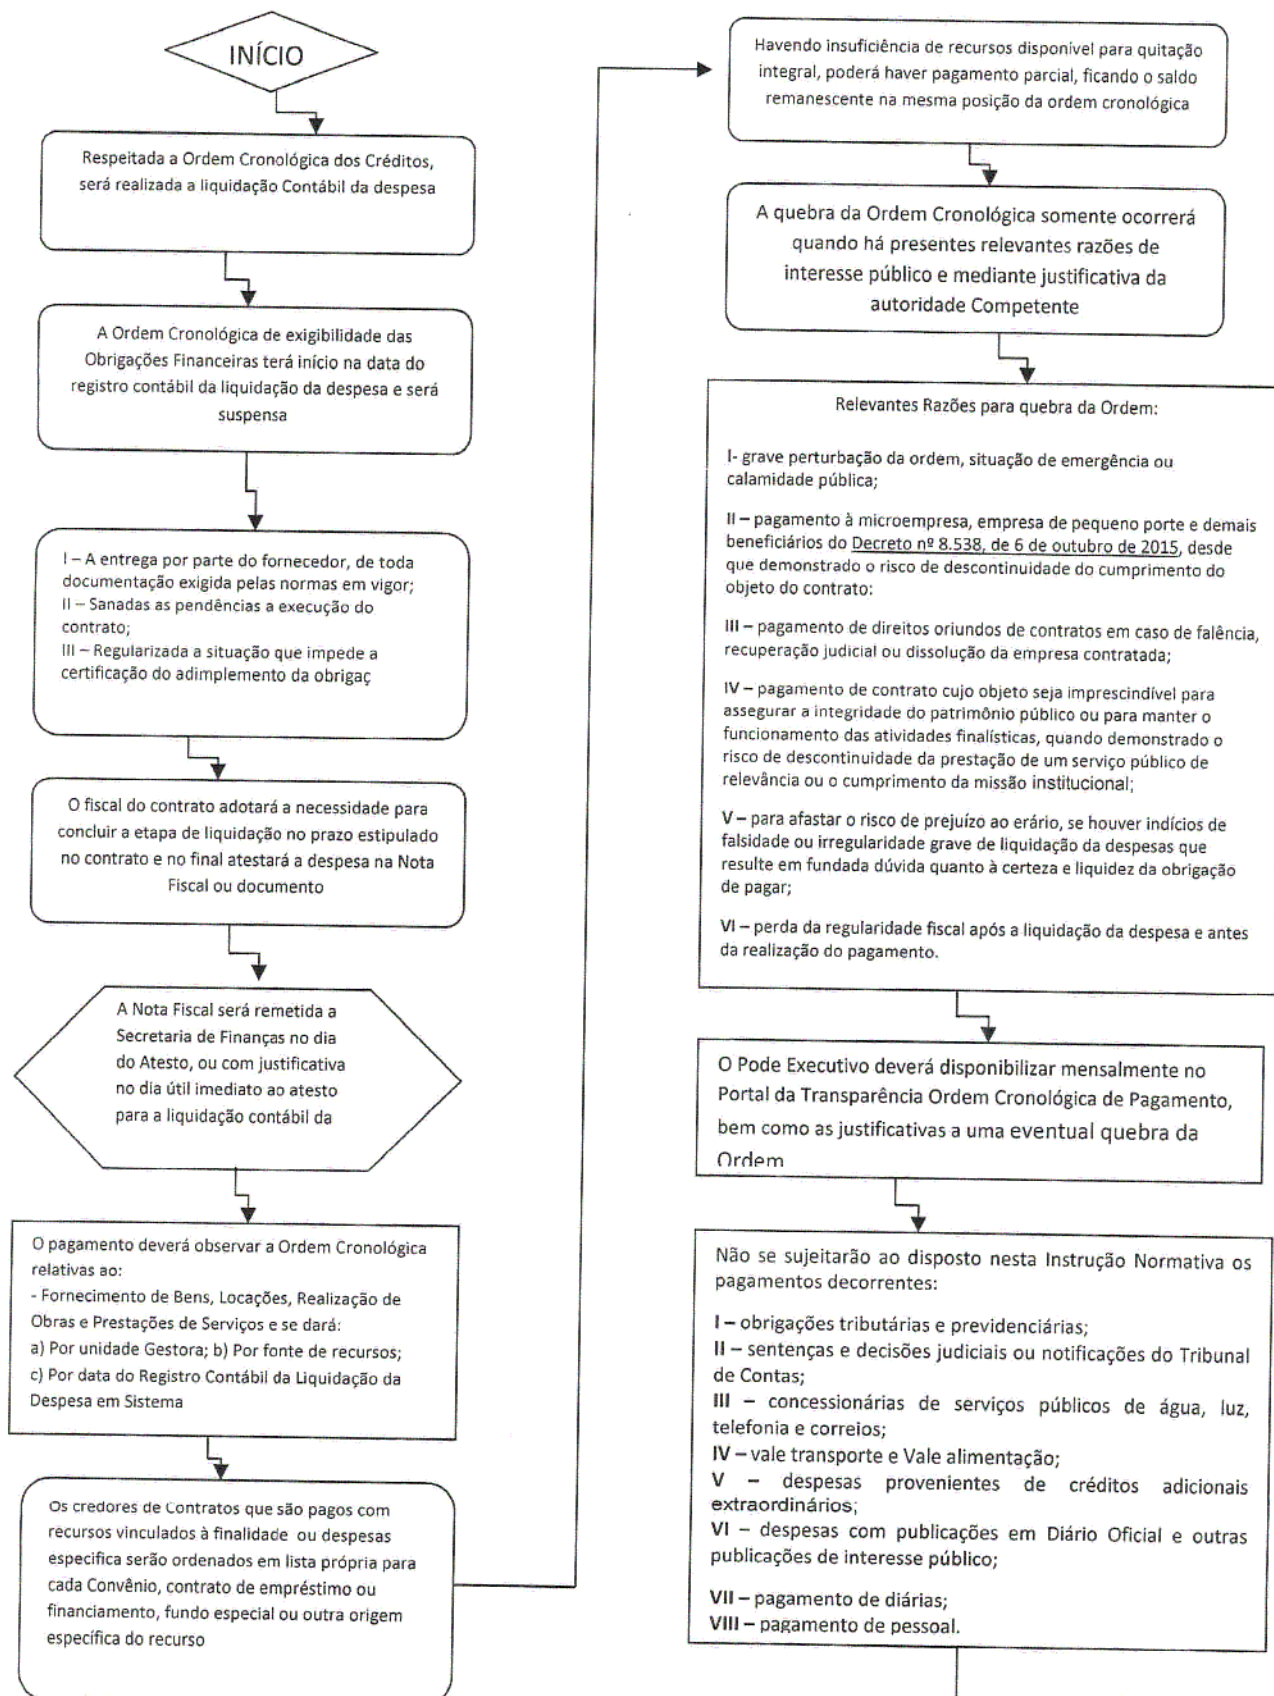 INÍCIO
Respeitada a Ordem Cronológica dos Créditos,
será realizada a liquidação Contábil da despesa
A Ordem Cronológica de exigibilidade das
Obrigações Financeiras terá início na data do
registro contábil da liquidação da despesa e será
suspensa
I – A entrega por parte do fornecedor, de toda
documentação exigida pelas normas em vigor;
II – Sanadas as pendências a execução do
contrato;
III – Regularizada a situação que impede a
certificação do adimplemento da obrigaç
O fiscal do contrato adotará a necessidade para
concluir a etapa de liquidação no prazo estipulado
no contrato e no final atestará a despesa na Nota
Fiscal ou documento
A Nota Fiscal será remetida a
Secretaria de Finanças no dia
do Atesto, ou com justificativa
no dia útil imediato ao atesto
para a liquidação contábil da
O pagamento deverá observar a Ordem Cronológica
relativas ao:
- Fornecimento de Bens, Locações, Realização de
Obras e Prestações de Serviços e se dará:
a) Por unidade Gestora; b) Por fonte de recursos;
c) Por data do Registro Contábil da Liquidação da
Despesa em Sistema
Os credores de Contratos que são pagos com
recursos vinculados à finalidade ou despesas
especifica serão ordenados em lista própria para
cada Convênio, contrato de empréstimo ou
financiamento, fundo especial ou outra origem
específica do recurso
Havendo insuficiência de recursos disponível para quitação
integral, poderá haver pagamento parcial, ficando o saldo
remanescente na mesma posição da ordem cronológica
A quebra da Ordem Cronológica somente ocorrerá
quando há presentes relevantes razões de
interesse público e mediante justificativa da
autoridade Competente
Relevantes Razões para quebra da Ordem:
I- grave perturbação da ordem, situação de emergência ou
calamidade pública;
II – pagamento à microempresa, empresa de pequeno porte e demais
beneficiários do Decreto nº 8.538, de 6 de outubro de 2015, desde
que demonstrado o risco de descontinuidade do cumprimento do
objeto do contrato:
III – pagamento de direitos oriundos de contratos em caso de falência,
recuperação judicial ou dissolução da empresa contratada;
IV – pagamento de contrato cujo objeto seja imprescindível para
assegurar a integridade do patrimônio público ou para manter o
funcionamento das atividades finalísticas, quando demonstrado o
risco de descontinuidade da prestação de um serviço público de
relevância ou o cumprimento da missão institucional;
V – para afastar o risco de prejuízo ao erário, se houver indícios de
falsidade ou irregularidade grave de liquidação da despesas que
resulte em fundada dúvida quanto à certeza e liquidez da obrigação
de pagar;
VI – perda da regularidade fiscal após a liquidação da despesa e antes
da realização do pagamento.
O Pode Executivo deverá disponibilizar mensalmente no
Portal da Transparência Ordem Cronológica de Pagamento,
bem como as justificativas a uma eventual quebra da
Ordem
Não se sujeitarão ao disposto nesta Instrução Normativa os
pagamentos decorrentes:
I – obrigações tributárias e previdenciárias;
II – sentenças e decisões judiciais ou notificações do Tribunal
de Contas;
III – concessionárias de serviços públicos de água, luz,
telefonia e correios;
IV – vale transporte e Vale alimentação;
V – despesas provenientes de créditos adicionais
extraordinários;
VI – despesas com publicações em Diário Oficial e outras
publicações de interesse público;
VII – pagamento de diárias;
VIII – pagamento de pessoal.